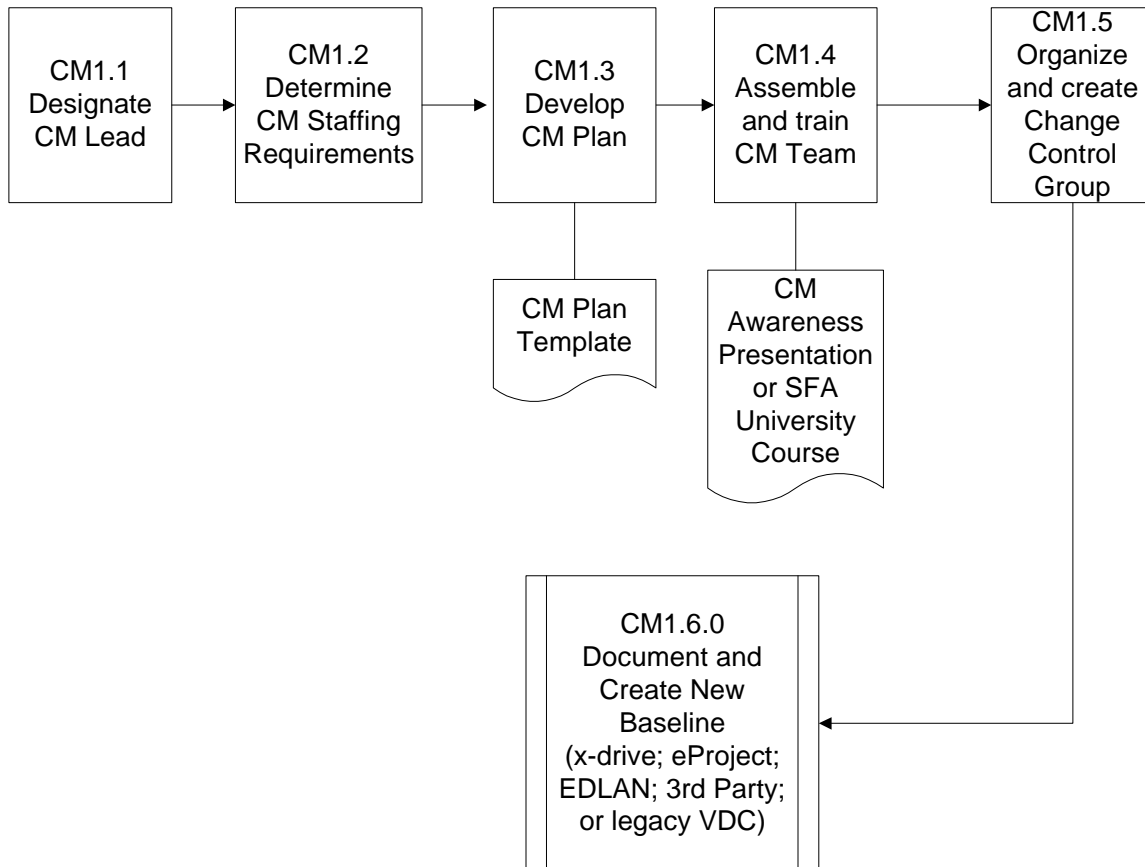 CM1.1
Designate
CM Lead
CM1.2
Determine
CM Staffing
Requirements
CM1.3
Develop
CM Plan
CM1.4
Assemble
and train
CM Team
CM1.5
Organize
and create
Change
Control
Group
CM Plan
Template
CM
Awareness
Presentation
or SFA
University
Course
CM1.6.0
Document and
Create New
Baseline
(x-drive; eProject;
EDLAN; 3rd Party;
or legacy VDC)